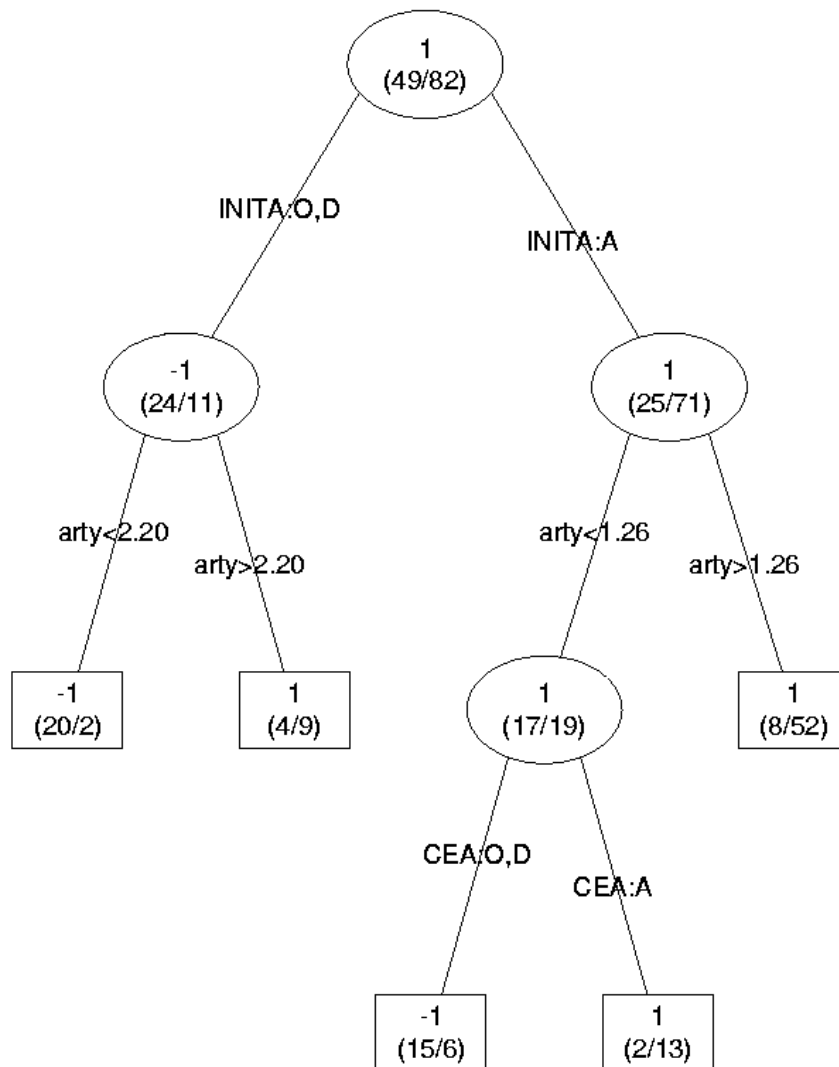 1
(49/82)
INITA:O,D
INITA:A
-1
(24/11)
1
(25/71)
arty<2.20
arty>2.20
arty<1.26
arty>1.26
-1
(20/2)
1
(4/9)
1
(17/19)
1
(8/52)
CEA:O,D
CEA:A
-1
(15/6)
1
(2/13)